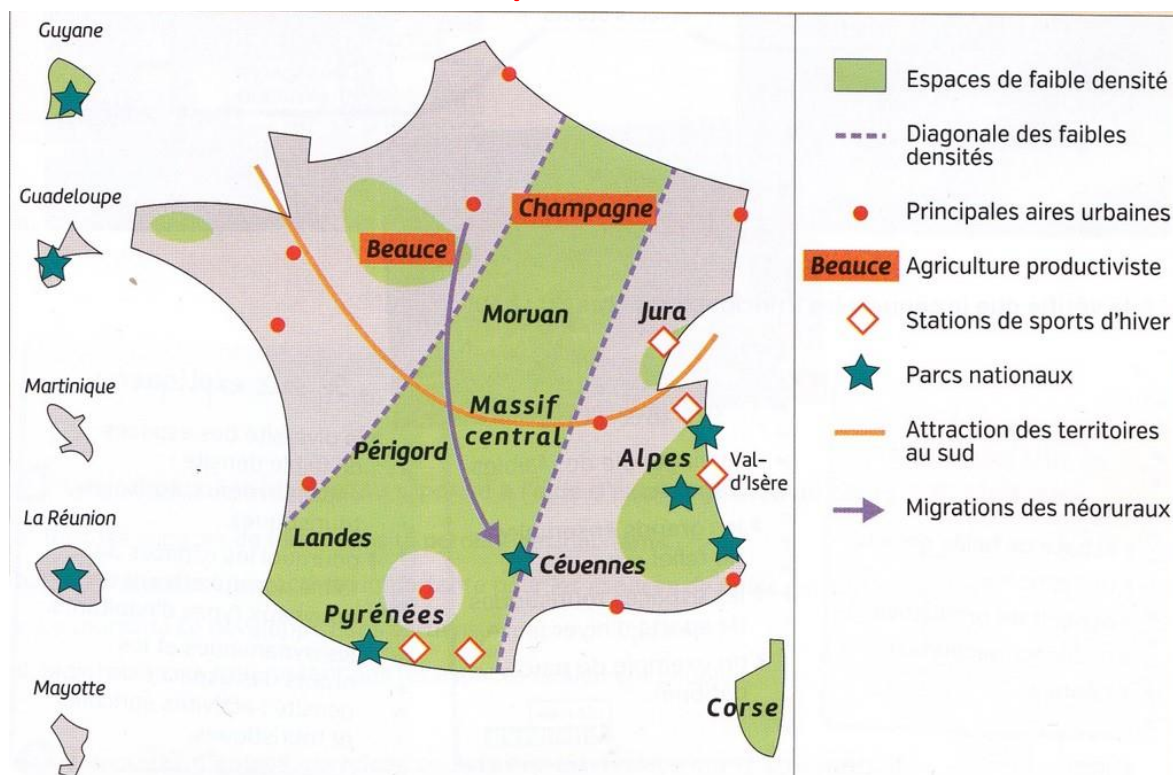 Guyane
Guadeloupe
Martinique
La Réunion
Mayotte
Champagne
Beauce
Morvan
Jura
Massif
central
Périgord
Alpes
Val-
d'Isère
Landes
Cévennes
Pyrénées
Corse
Espaces de faible densité
Diagonale des faibles
densités
Principales aires urbaines
Beauce Agriculture productiviste
Stations de sports d'hiver
Parcs nationaux
Attraction des territoires
au sud
Migrations des néoruraux